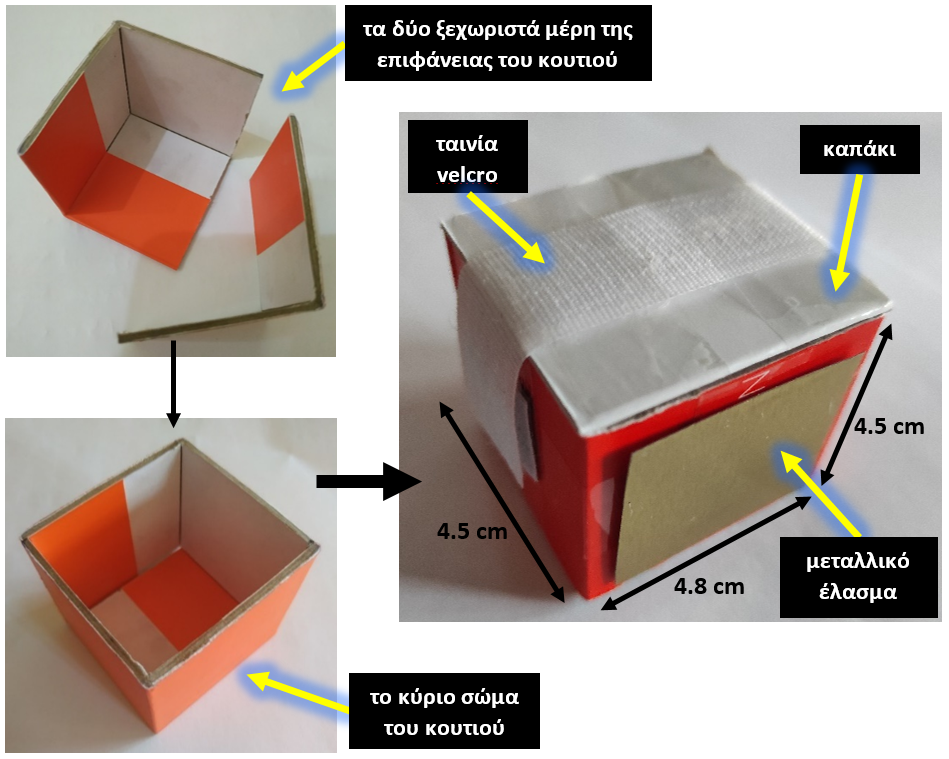 τα δύο ξεχωριστά μέρη της
επιφάνειας του κουτιού
ταινία
velcro
καπάκι
4.5 cm
4.5 cm
4.8 cm
μεταλλικό
έλασμα
το κύριο σώμα
του κουτιού